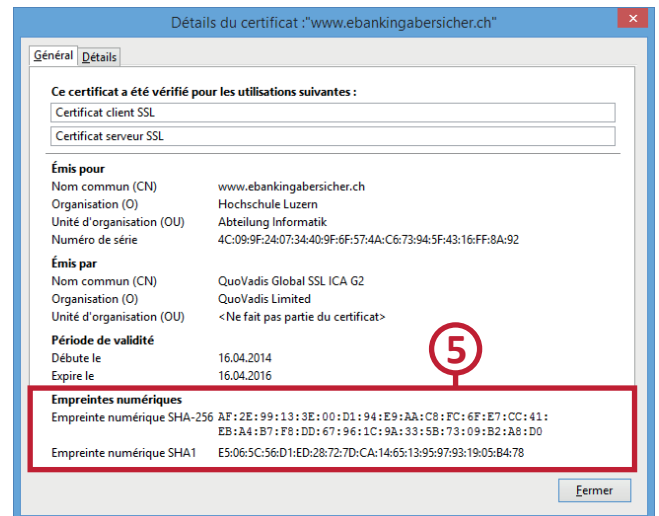 Détails du certificat :"www.ebankingabersicher.ch"
×
Général Détails
Ce certificat a été vérifié pour les utilisations suivantes :
Certificat client SSL
Certificat serveur SSL
Émis pour
Nom commun (CN) www.ebankingabersicher.ch
Organisation (O) Hochschule Luzern
Unité d'organisation (OU) Abteilung Informatik
Numéro de série 4C:09:9F:24:07:34:40:9F:6F:57:4A:C6:73:94:5F:43:16:FF:8A:92
Émis par
Nom commun (CN) QuoVadis Global SSL ICA G2
Organisation (O) QuoVadis Limited
Unité d'organisation (OU) <Ne fait pas partie du certificat>
Période de validité
Débute le 16.04.2014
Expire le 16.04.2016
5
Empreintes numériques
Empreinte numérique SHA-256 AF:2E:99:13:3E:00:D1:94:E9:AA:C8:FC:6F:E7:CC:41:
EB:A4:B7:F8:DD:67:96:1C:9A:33:5B:73:09:B2:A8:D0
Empreinte numérique SHA1 E5:06:5C:56:D1:ED:28:72:7D:CA:14:65:13:95:97:93:19:05:B4:78
Fermer